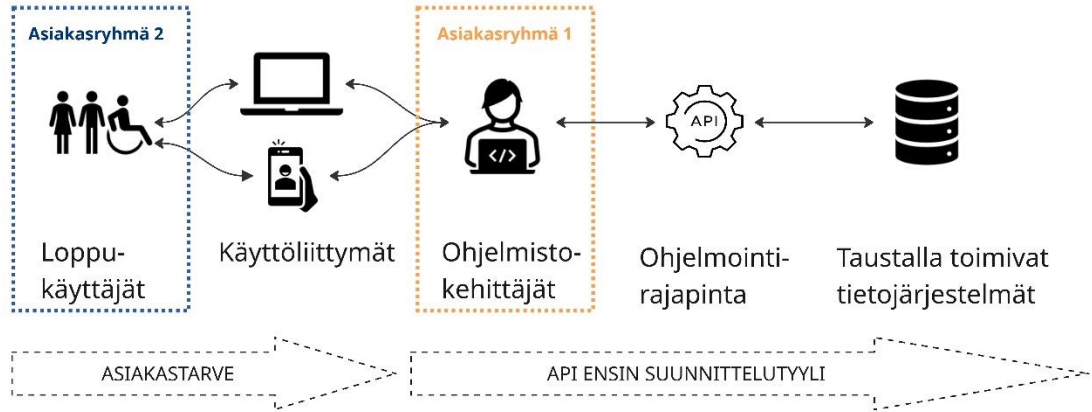 Asiakasryhmä 2
Asiakasryhmä 1
API
</>
Loppu-
käyttäjät
Käyttöliittymät
Ohjelmisto-
kehittäjät
Ohjelmointi-
rajapinta
Taustalla toimivat
tietojärjestelmät
ASIAKASTARVE
API ENSIN SUUNNITTELUTYYLI